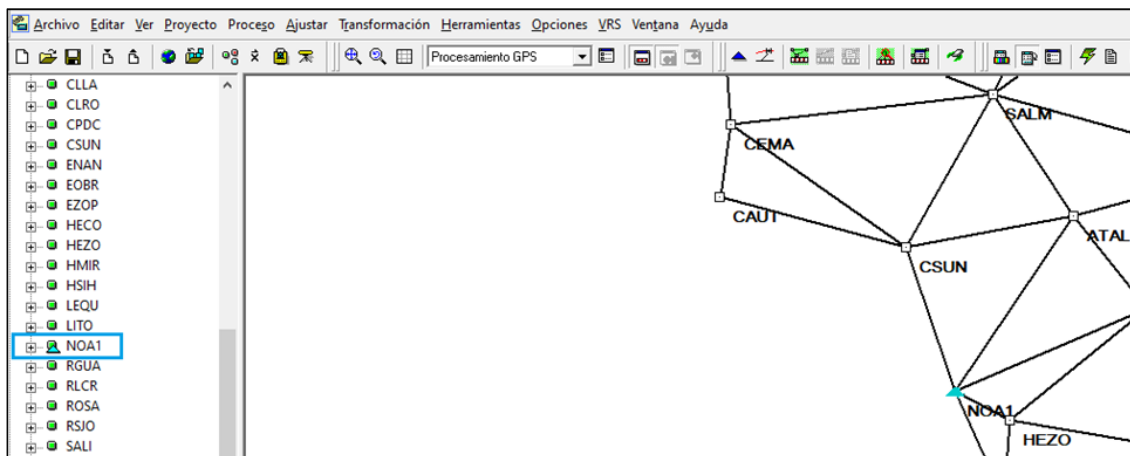 Archivo Editar Ver Proyecto Proceso Ajustar Transformación Herramientas Opciones VRS Ventana Ayuda
Procesamiento GPS
CLLA
CLRO
CPDC
CSUN
ENAN
EOBR
EZOP
HECO
HEZO
HMIR
HSIH
LEQU
LITO
NOA1
RGUA
RLCR
ROSA
RSJO
SALI
SALM
CEMA
CAUT
ATAL
CSUN
NOA1
HEZO